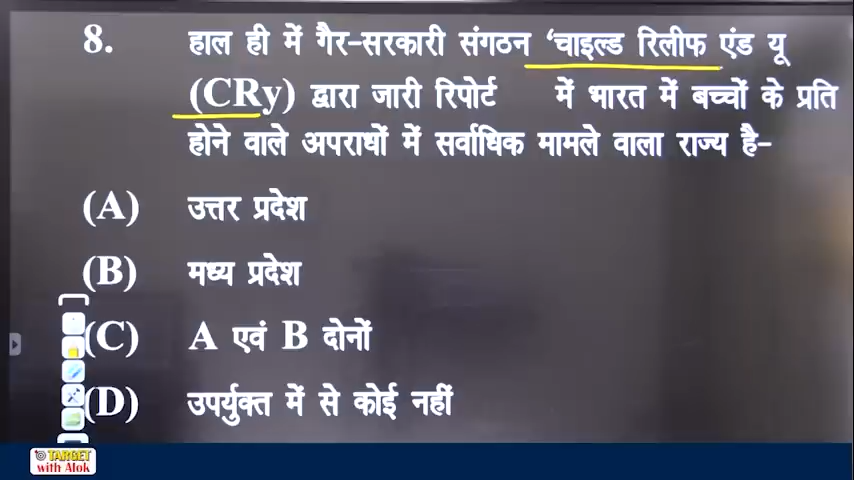 8. हाल ही में गैर-सरकारी संगठन ‘चाइल्ड रिलीफ एंड यू
(CRy) द्वारा जारी रिपोर्ट में भारत में बच्चों के प्रति
होने वाले अपराधों में सर्वाधिक मामले वाला राज्य है-
(A) उत्तर प्रदेश
(B) मध्य प्रदेश
(C) A एवं B दोनों
(D) उपर्युक्त में से कोई नहीं
TARGET
with Alok